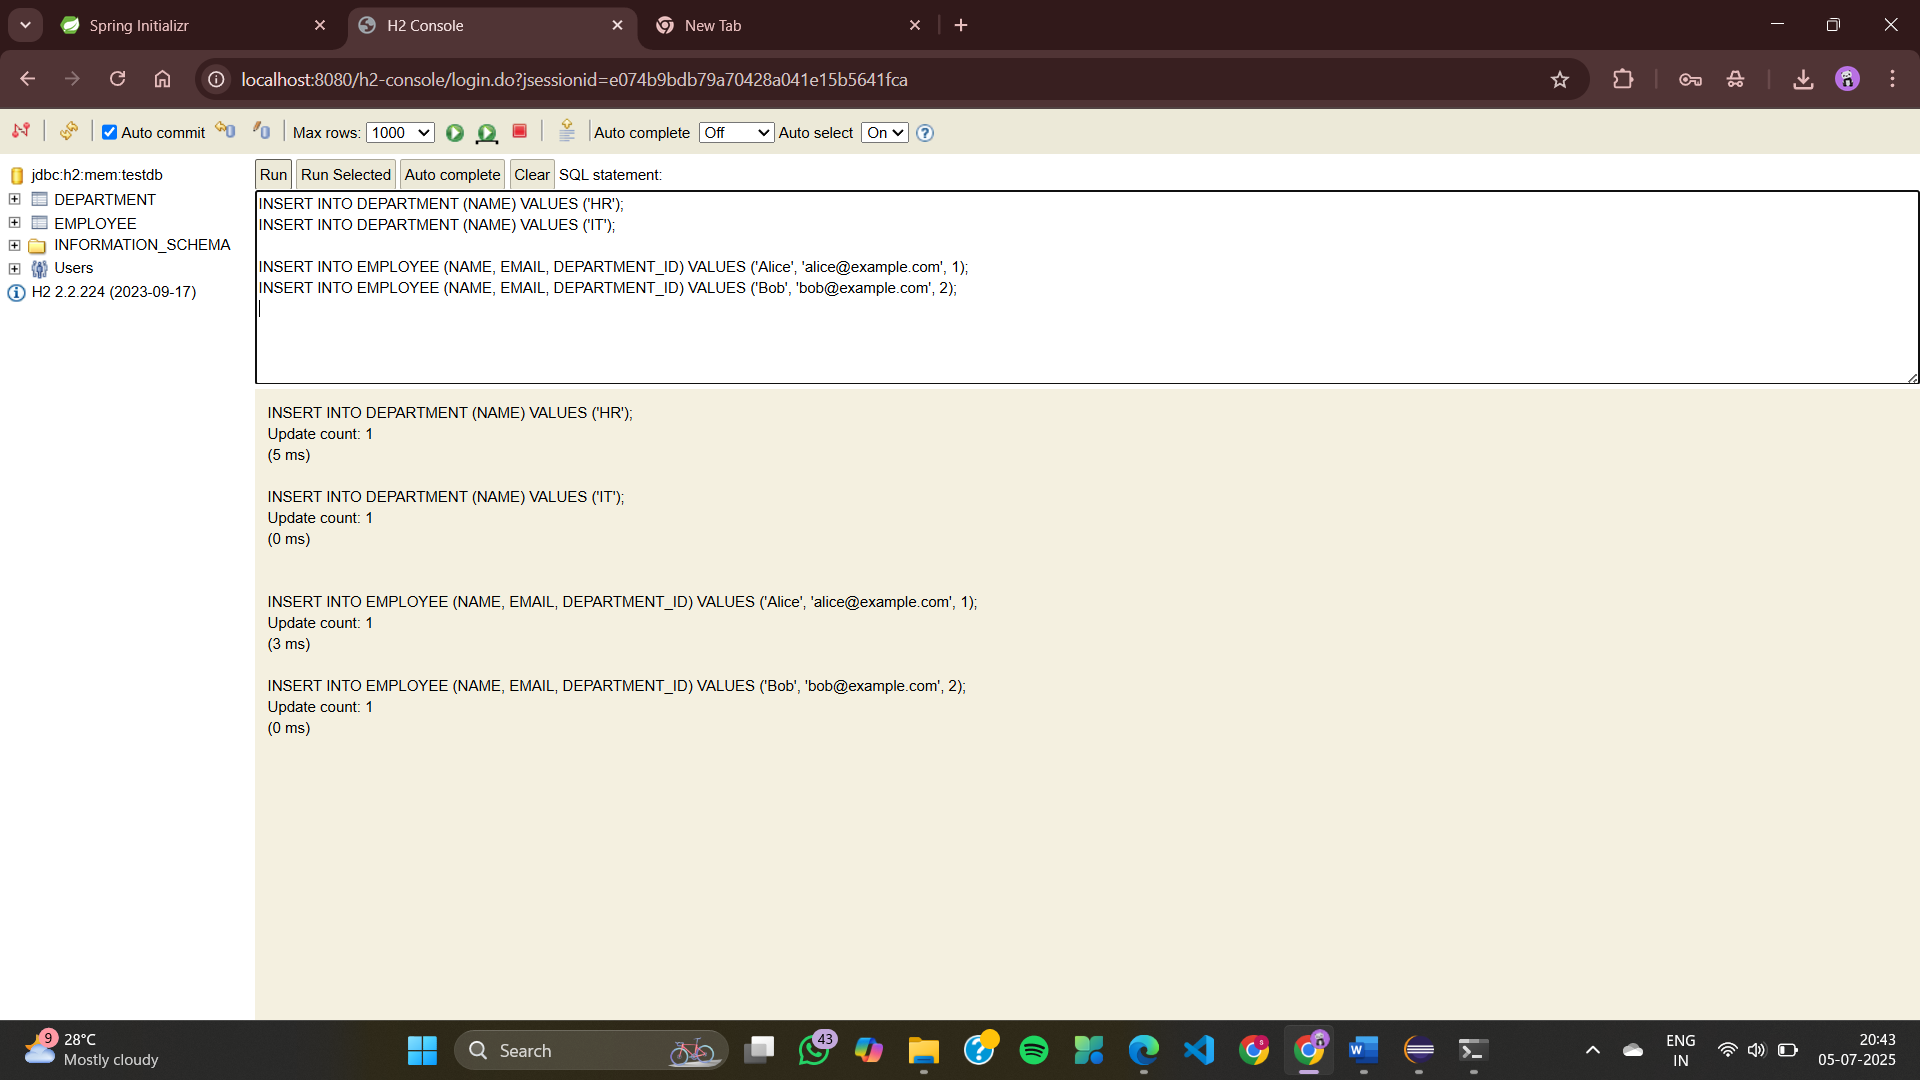 Spring Initializr
H2 Console
New Tab
localhost:8080/h2-console/login.do?jsessionid=e074b9bdb79a70428a041e15b5641fca
Auto commit
Max rows: 1000
Auto complete Off
Auto select On
jdbc:h2:mem:testdb
DEPARTMENT
EMPLOYEE
INFORMATION_SCHEMA
Users
H2 2.2.224 (2023-09-17)
Run
Run Selected
Auto complete
Clear
SQL statement:
INSERT INTO DEPARTMENT (NAME) VALUES ('HR');
INSERT INTO DEPARTMENT (NAME) VALUES ('IT');
INSERT INTO EMPLOYEE (NAME, EMAIL, DEPARTMENT_ID) VALUES ('Alice', 'alice@example.com', 1);
INSERT INTO EMPLOYEE (NAME, EMAIL, DEPARTMENT_ID) VALUES ('Bob', 'bob@example.com', 2);
INSERT INTO DEPARTMENT (NAME) VALUES ('HR');
Update count: 1
(5 ms)
INSERT INTO DEPARTMENT (NAME) VALUES ('IT');
Update count: 1
(0 ms)
INSERT INTO EMPLOYEE (NAME, EMAIL, DEPARTMENT_ID) VALUES ('Alice', 'alice@example.com', 1);
Update count: 1
(3 ms)
INSERT INTO EMPLOYEE (NAME, EMAIL, DEPARTMENT_ID) VALUES ('Bob', 'bob@example.com', 2);
Update count: 1
(0 ms)
9
28°C
Mostly cloudy
Search
43
ENG
IN
20:43
05-07-2025